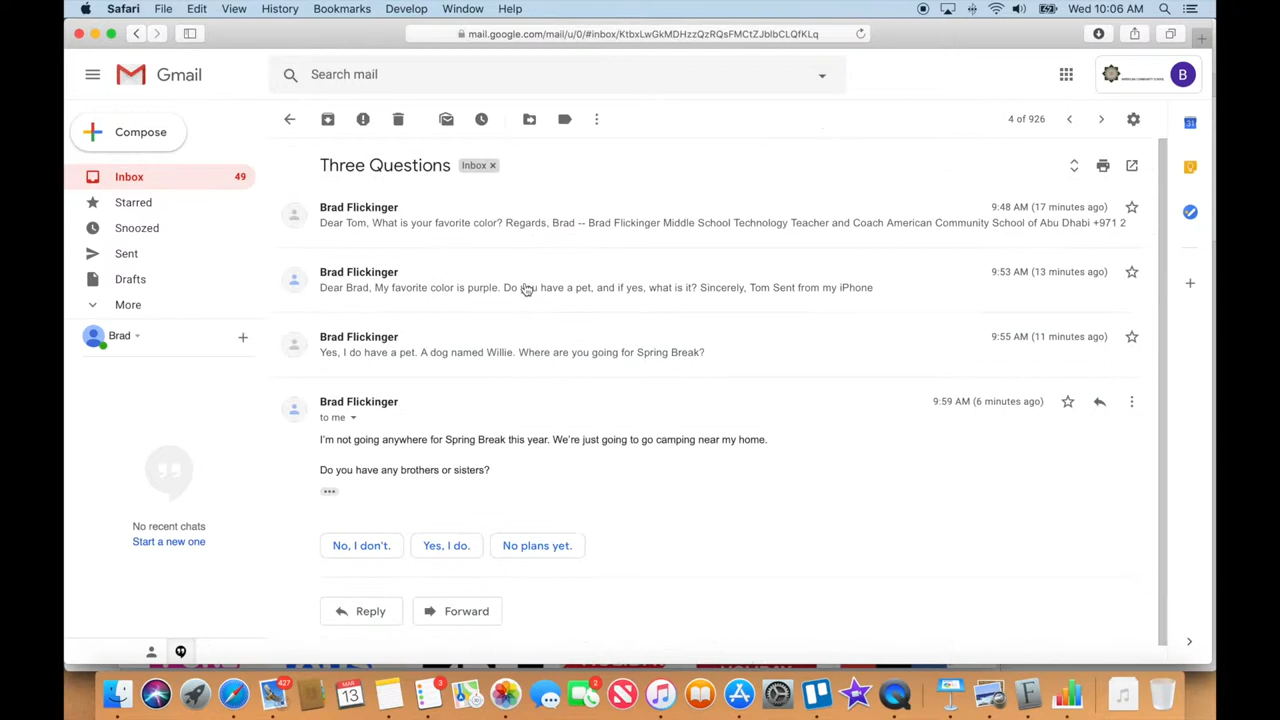 Safari File Edit View History Bookmarks Develop Window Help Wed 10:06 AM
mail.google.com/mail/u/0/#inbox/KtbxLwGkMDHzzQzRQsFMCtZJblbCLQfKLq
Gmail
Search mail
AMERICAN COMMUNITY SCHOOL
B
Compose
4 of 926
Inbox 49
Starred
Snoozed
Sent
Drafts
More
Brad
No recent chats
Start a new one
Three Questions Inbox x
Brad Flickinger 9:48 AM (17 minutes ago)
Dear Tom, What is your favorite color? Regards, Brad -- Brad Flickinger Middle School Technology Teacher and Coach American Community School of Abu Dhabi +971 2
Brad Flickinger 9:53 AM (13 minutes ago)
Dear Brad, My favorite color is purple. Do you have a pet, and if yes, what is it? Sincerely, Tom Sent from my iPhone
Brad Flickinger 9:55 AM (11 minutes ago)
Yes, I do have a pet. A dog named Willie. Where are you going for Spring Break?
Brad Flickinger 9:59 AM (6 minutes ago)
to me
I'm not going anywhere for Spring Break this year. We're just going to go camping near my home.
Do you have any brothers or sisters?
No, I don't. Yes, I do. No plans yet.
Reply Forward
31
427
MAR
13
3
2